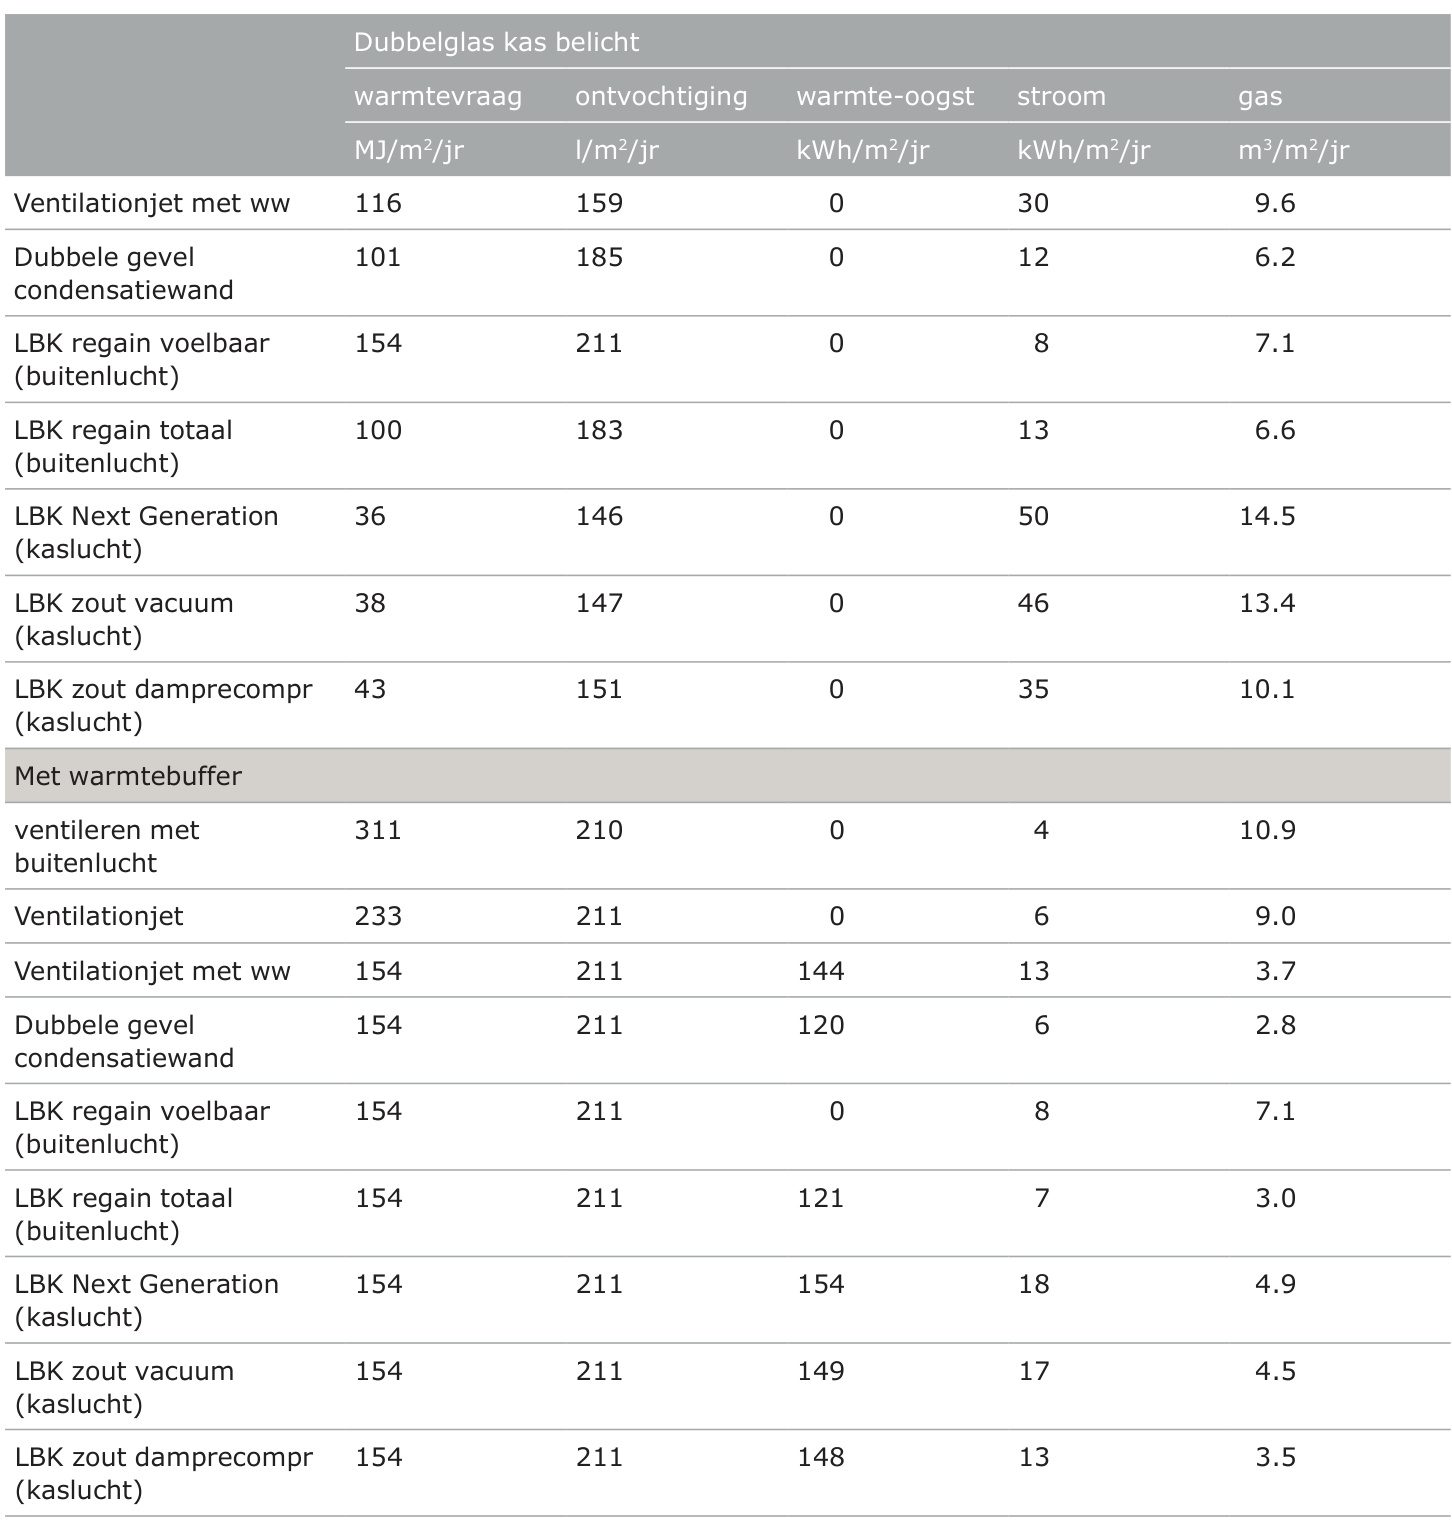 Dubbelglas kas belicht
warmtevraag ontvochtiging warmte-oogst stroom gas
MJ/m²/jr l/m²/jr kWh/m²/jr kWh/m²/jr m³/m²/jr
Ventilationjet met ww 116 159 0 30 9.6
Dubbele gevel 101 185 0 12 6.2
condensatiewand
LBK regain voelbaar 154 211 0 8 7.1
(buitenlucht)
LBK regain totaal 100 183 0 13 6.6
(buitenlucht)
LBK Next Generation 36 146 0 50 14.5
(kaslucht)
LBK zout vacuum 38 147 0 46 13.4
(kaslucht)
LBK zout damprecompr 43 151 0 35 10.1
(kaslucht)
Met warmtebuffer
ventileren met 311 210 0 4 10.9
buitenlucht
Ventilationjet 233 211 0 6 9.0
Ventilationjet met ww 154 211 144 13 3.7
Dubbele gevel 154 211 120 6 2.8
condensatiewand
LBK regain voelbaar 154 211 0 8 7.1
(buitenlucht)
LBK regain totaal 154 211 121 7 3.0
(buitenlucht)
LBK Next Generation 154 211 154 18 4.9
(kaslucht)
LBK zout vacuum 154 211 149 17 4.5
(kaslucht)
LBK zout damprecompr 154 211 148 13 3.5
(kaslucht)